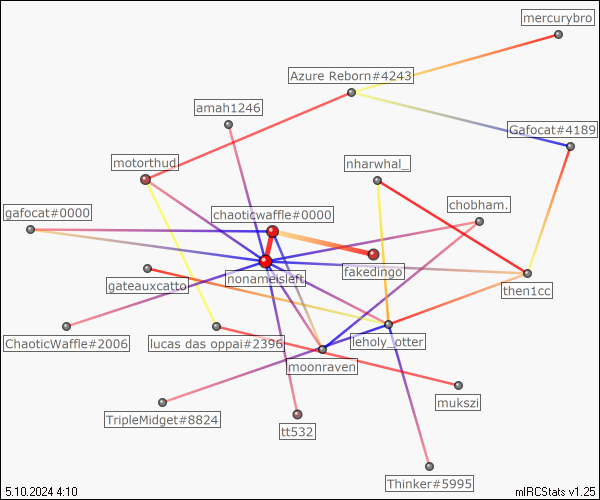 mercurybro
Azure Reborn#4243
amah1246
Gafocat#4189
motorthud
nharwhal_
chobham.
gafocat#0000
chaoticwaffle#0000
fakedingo
nonameisleft
gateauxcatto
then1cc
ChaoticWaffle#2006
lucas das oppai#2396
leholy_otter
moonraven
mukszi
TripleMidget#8824
tt532
Thinker#5995
5.10.2024 4:10
mIRCStats v1.25